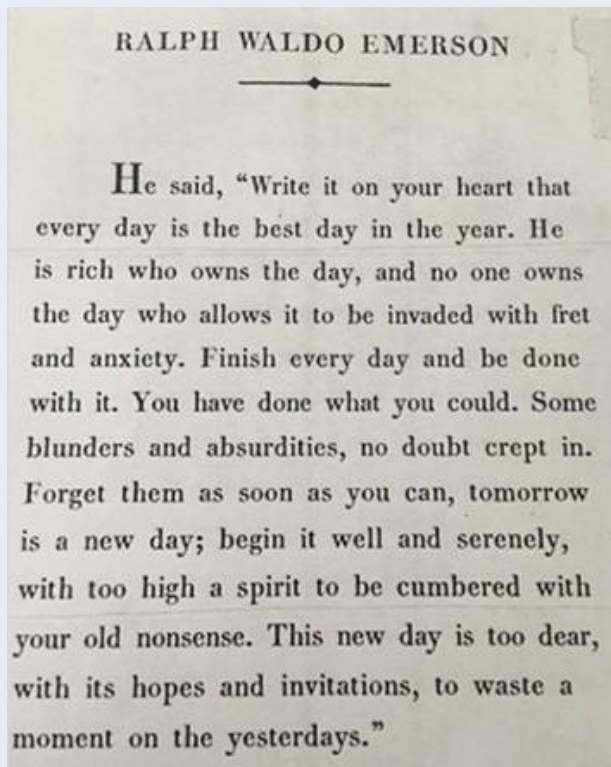 RALPH WALDO EMERSON
He said, “Write it on your heart that
every day is the best day in the year. He
is rich who owns the day, and no one owns
the day who allows it to be invaded with fret
and anxiety. Finish every day and be done
with it. You have done what you could. Some
blunders and absurdities, no doubt crept in.
Forget them as soon as you can, tomorrow
is a new day; begin it well and serenely,
with too high a spirit to be cumbered with
your old nonsense. This new day is too dear,
with its hopes and invitations, to waste a
moment on the yesterdays.”